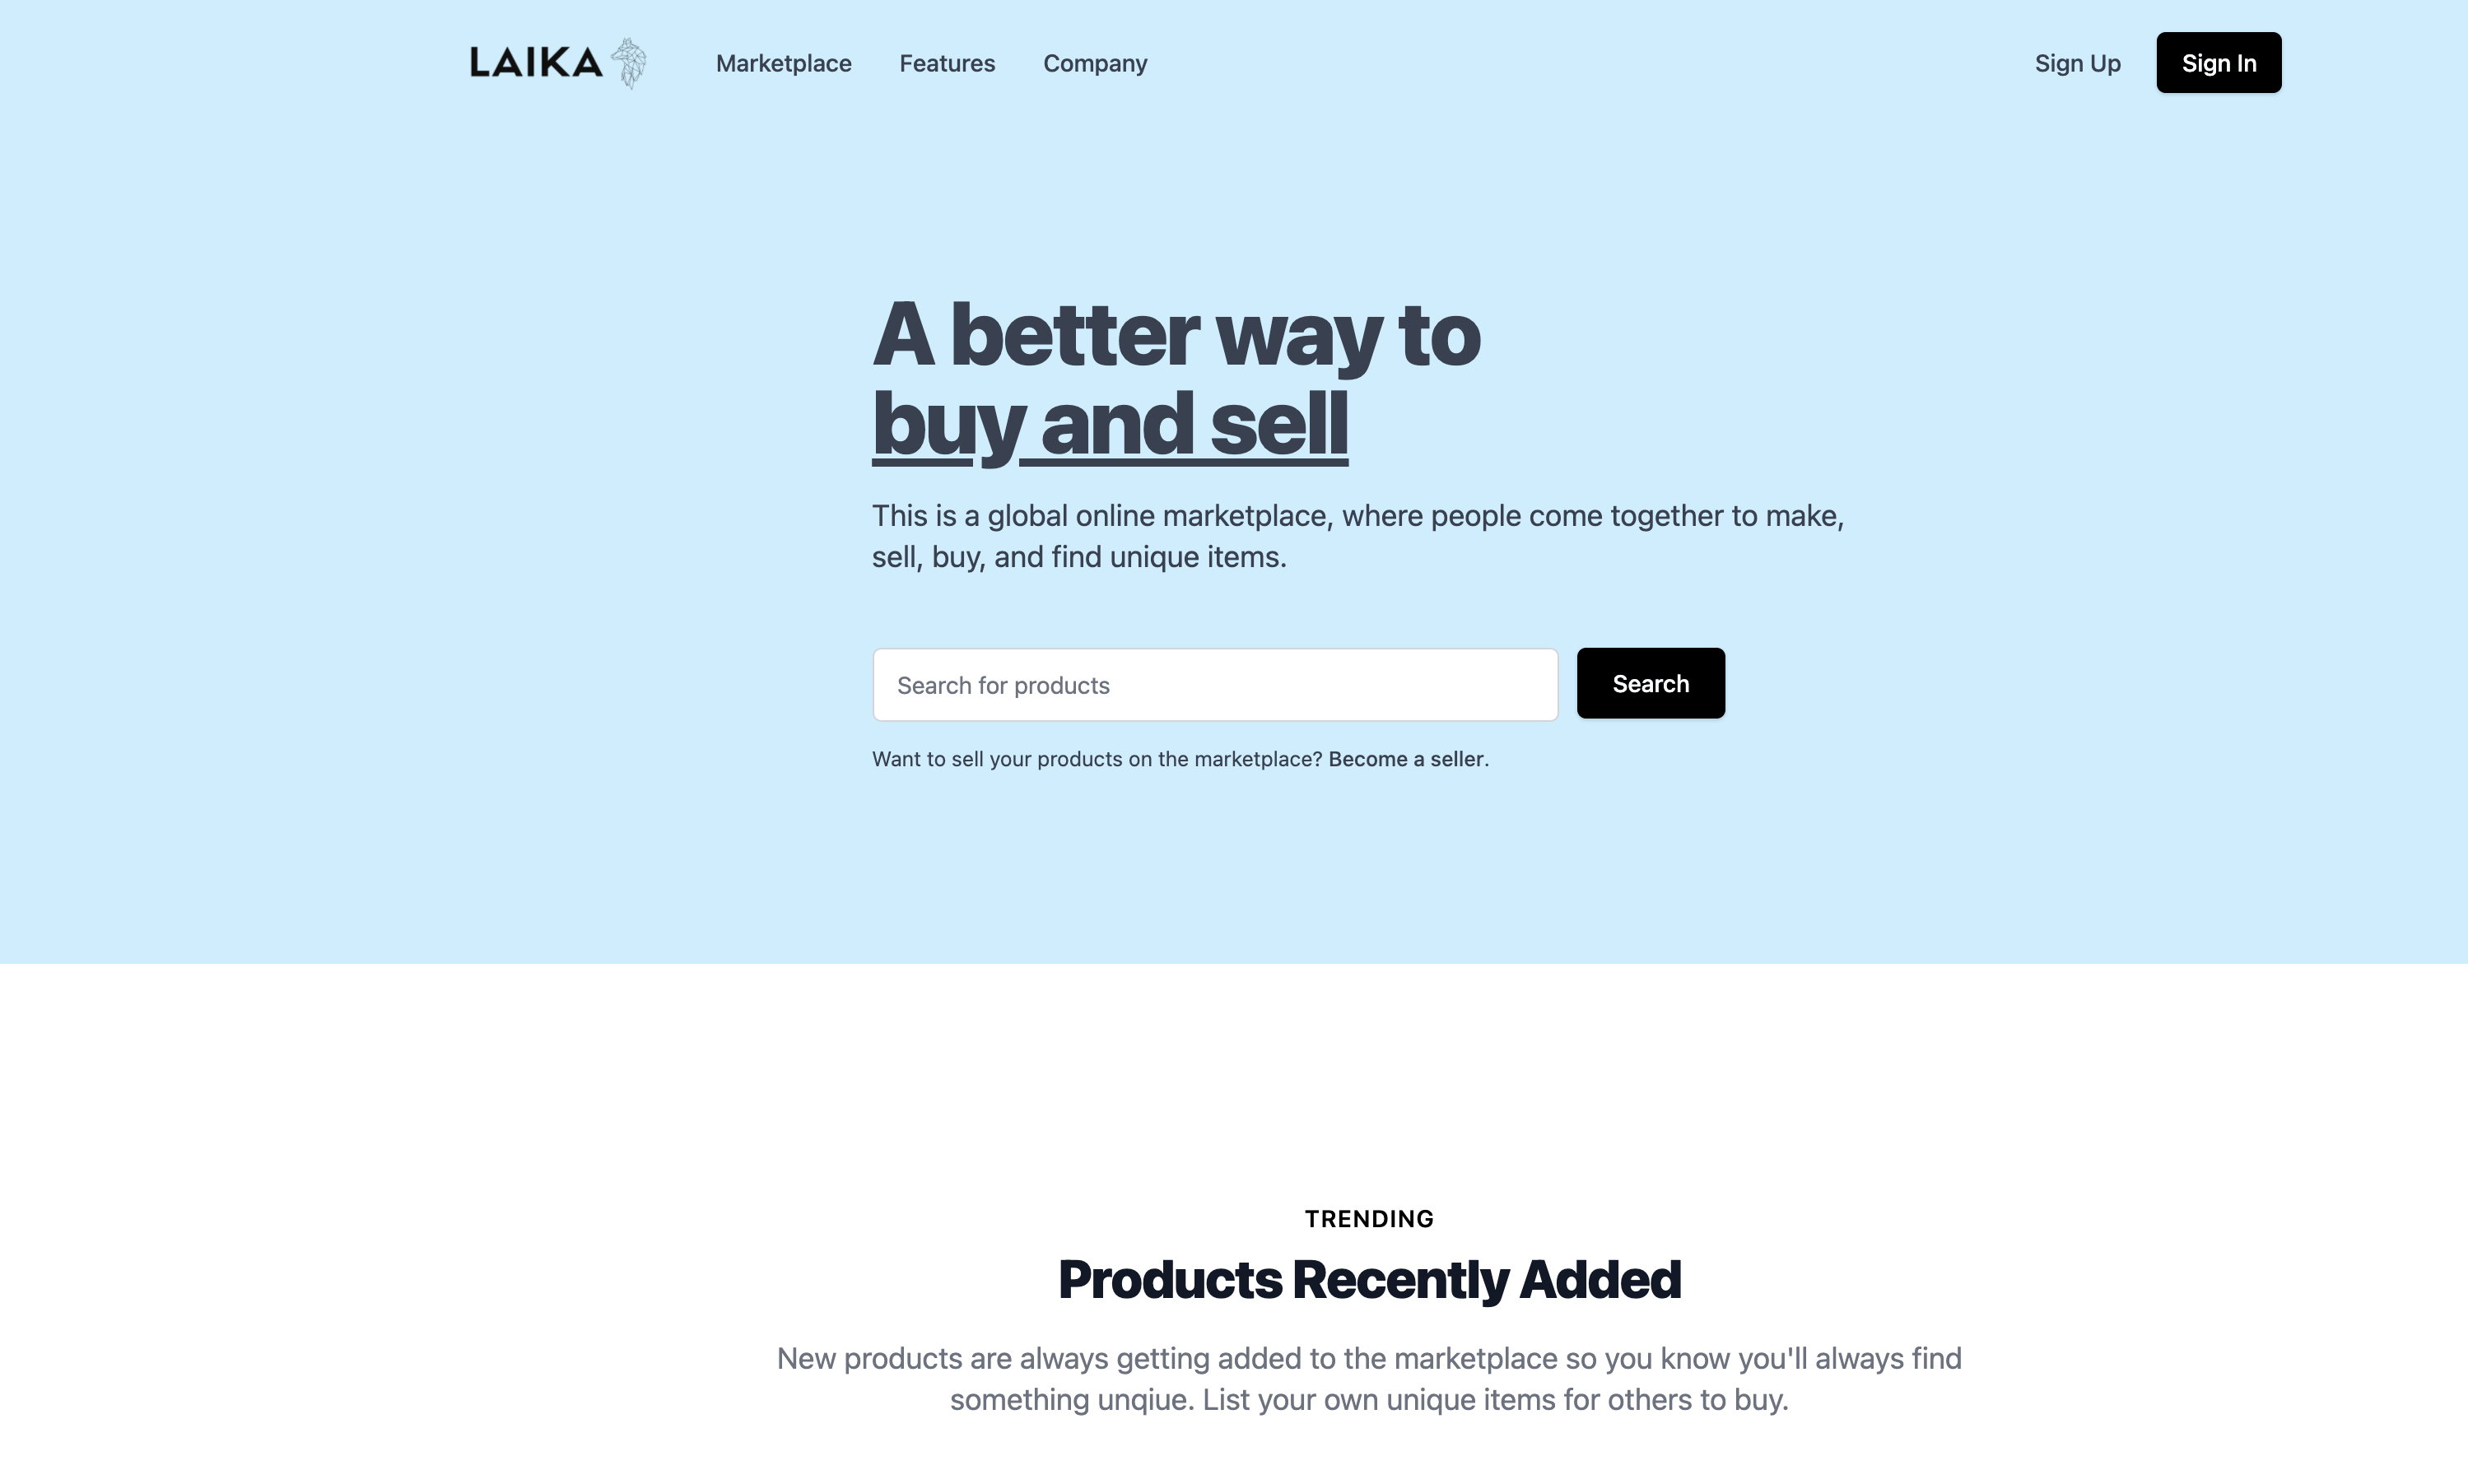 LAIKA
Marketplace
Features
Company
Sign Up
Sign In
A better way to
buy and sell
This is a global online marketplace, where people come together to make,
sell, buy, and find unique items.
Search for products
Search
Want to sell your products on the marketplace? Become a seller.
TRENDING
Products Recently Added
New products are always getting added to the marketplace so you know you'll always find
something unqiue. List your own unique items for others to buy.